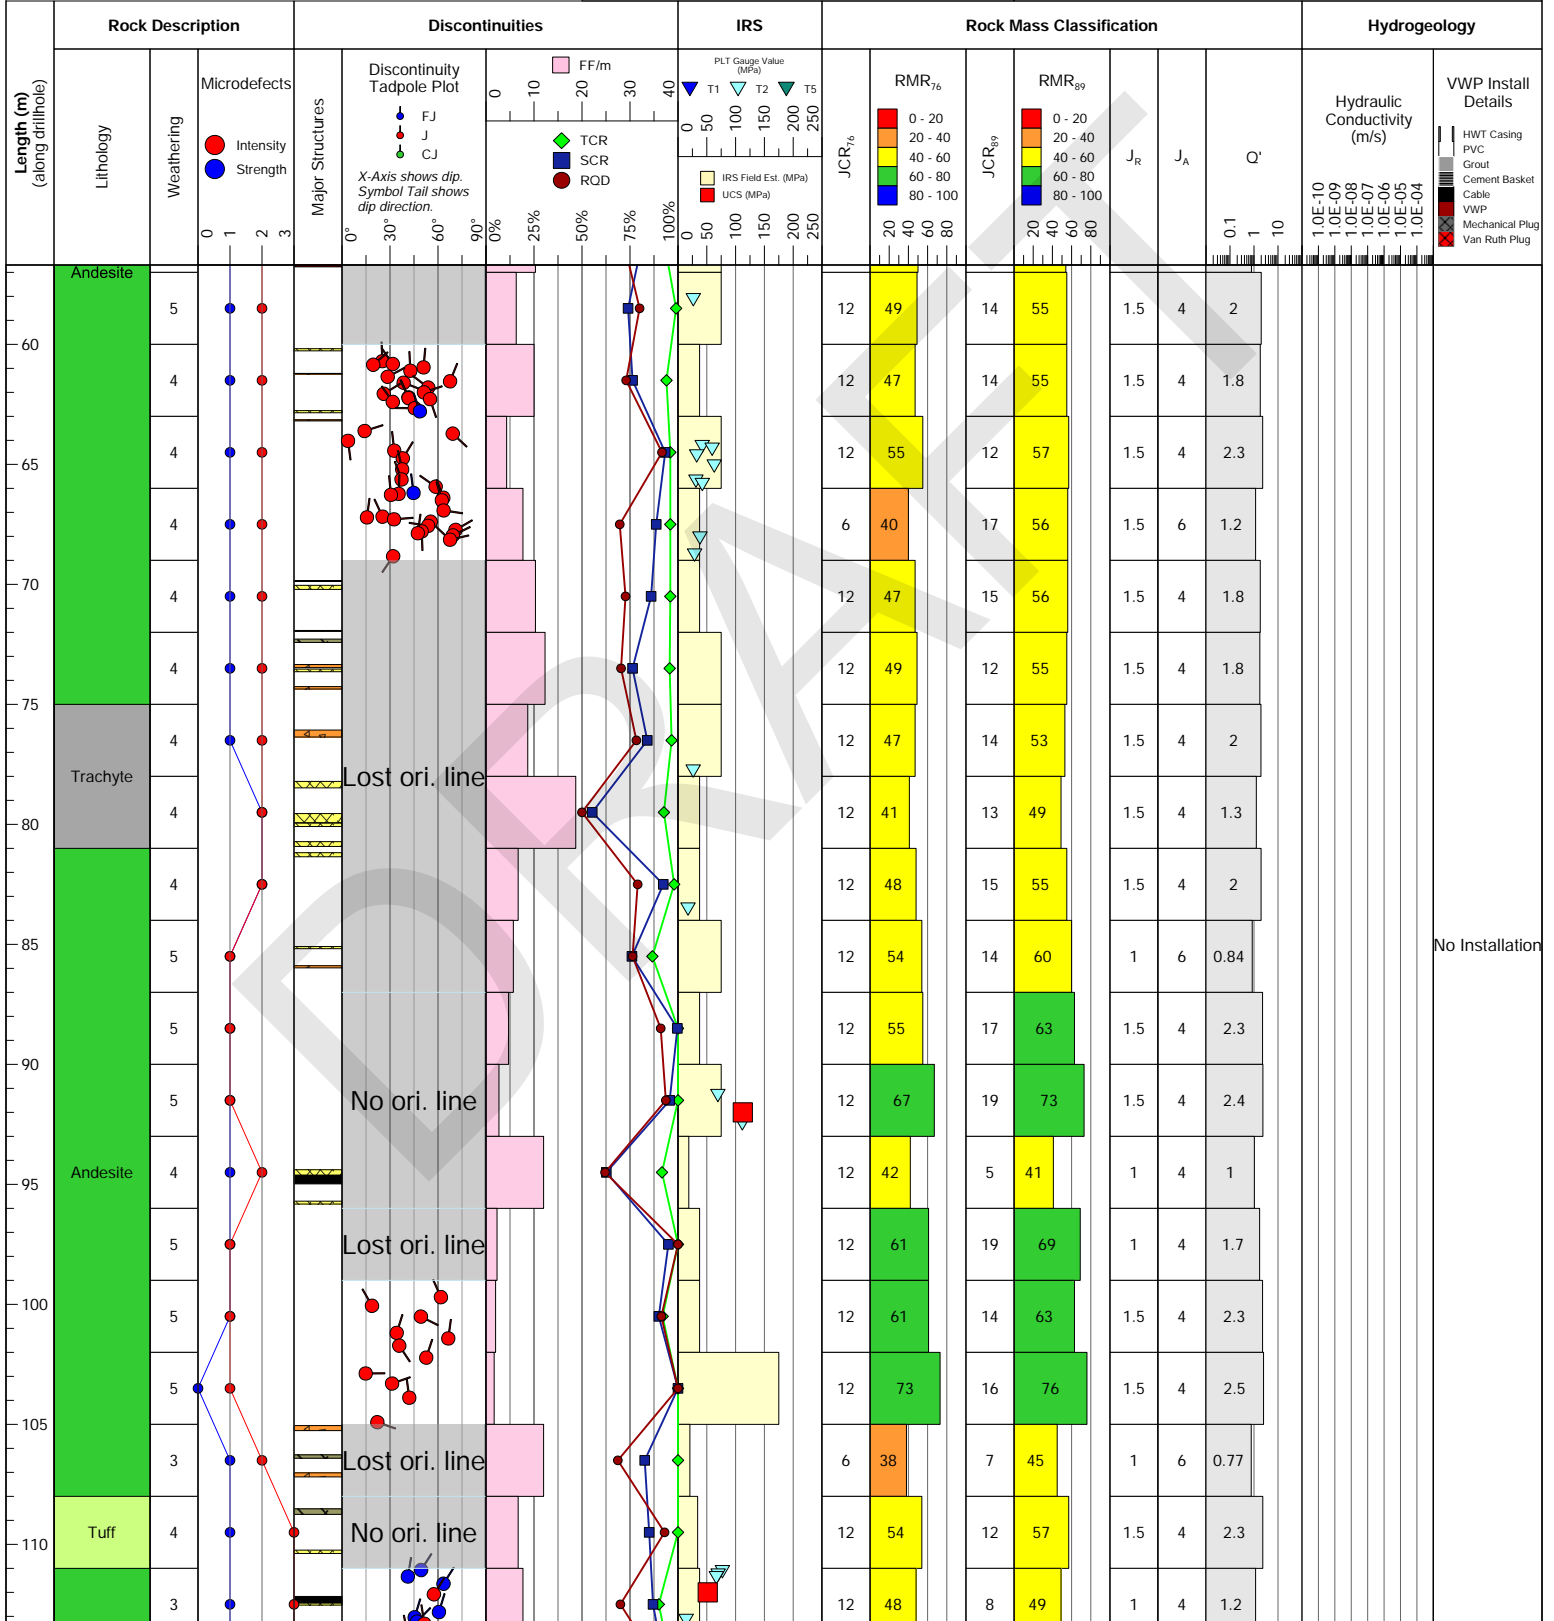 Rock Description
Discontinuities
IRS
Rock Mass Classification
Hydrogeology
Length (m)
(along drillhole)
Lithology
Weathering
Microdefects
Intensity
Strength
0 1 2 3
Major Structures
Discontinuity
Tadpole Plot
FJ
J
CJ
X-Axis shows dip.
Symbol Tail shows
dip direction.
0° 30° 60° 90°
FF/m
0 10 20 30 40
TCR
SCR
RQD
0% 25% 50% 75% 100%
PLT Gauge Value
(MPa)
T1 T2 T5
0 50 100 150 200 250
IRS Field Est. (MPa)
UCS (MPa)
0 50 100 150 200 250
JCR76
RMR76
0 - 20
20 - 40
40 - 60
60 - 80
80 - 100
20 40 60 80
JCR89
RMR89
0 - 20
20 - 40
40 - 60
60 - 80
80 - 100
20 40 60 80
JR
JA
Q'
0.1 1 10
Hydraulic
Conductivity
(m/s)
1.0E-10 1.0E-09 1.0E-08 1.0E-07 1.0E-06 1.0E-05 1.0E-04
VWP Install
Details
HWT Casing
PVC
Grout
Cement Basket
Cable
VWP
Mechanical Plug
Van Ruth Plug
Andesite
5 12 49 14 55 1.5 4 2
60
4 12 47 14 55 1.5 4 1.8
4 12 55 12 57 1.5 4 2.3
65
4 6 40 17 56 1.5 6 1.2
70
4 12 47 15 56 1.5 4 1.8
4 12 49 12 55 1.5 4 1.8
75
4 12 47 14 53 1.5 4 2
Trachyte
Lost ori. line
4 12 41 13 49 1.5 4 1.3
80
4 12 48 15 55 1.5 4 2
85
5 12 54 14 60 1 6 0.84
No Installation
5 12 55 17 63 1.5 4 2.3
90
5 No ori. line 12 67 19 73 1.5 4 2.4
Andesite 4 12 42 5 41 1 4 1
95
5 Lost ori. line 12 61 19 69 1 4 1.7
100
5 12 61 14 63 1.5 4 2.3
5 12 73 16 76 1.5 4 2.5
105
3 Lost ori. line 6 38 7 45 1 6 0.77
Tuff 4 No ori. line 12 54 12 57 1.5 4 2.3
110
3 12 48 8 49 1 4 1.2
DRAFT